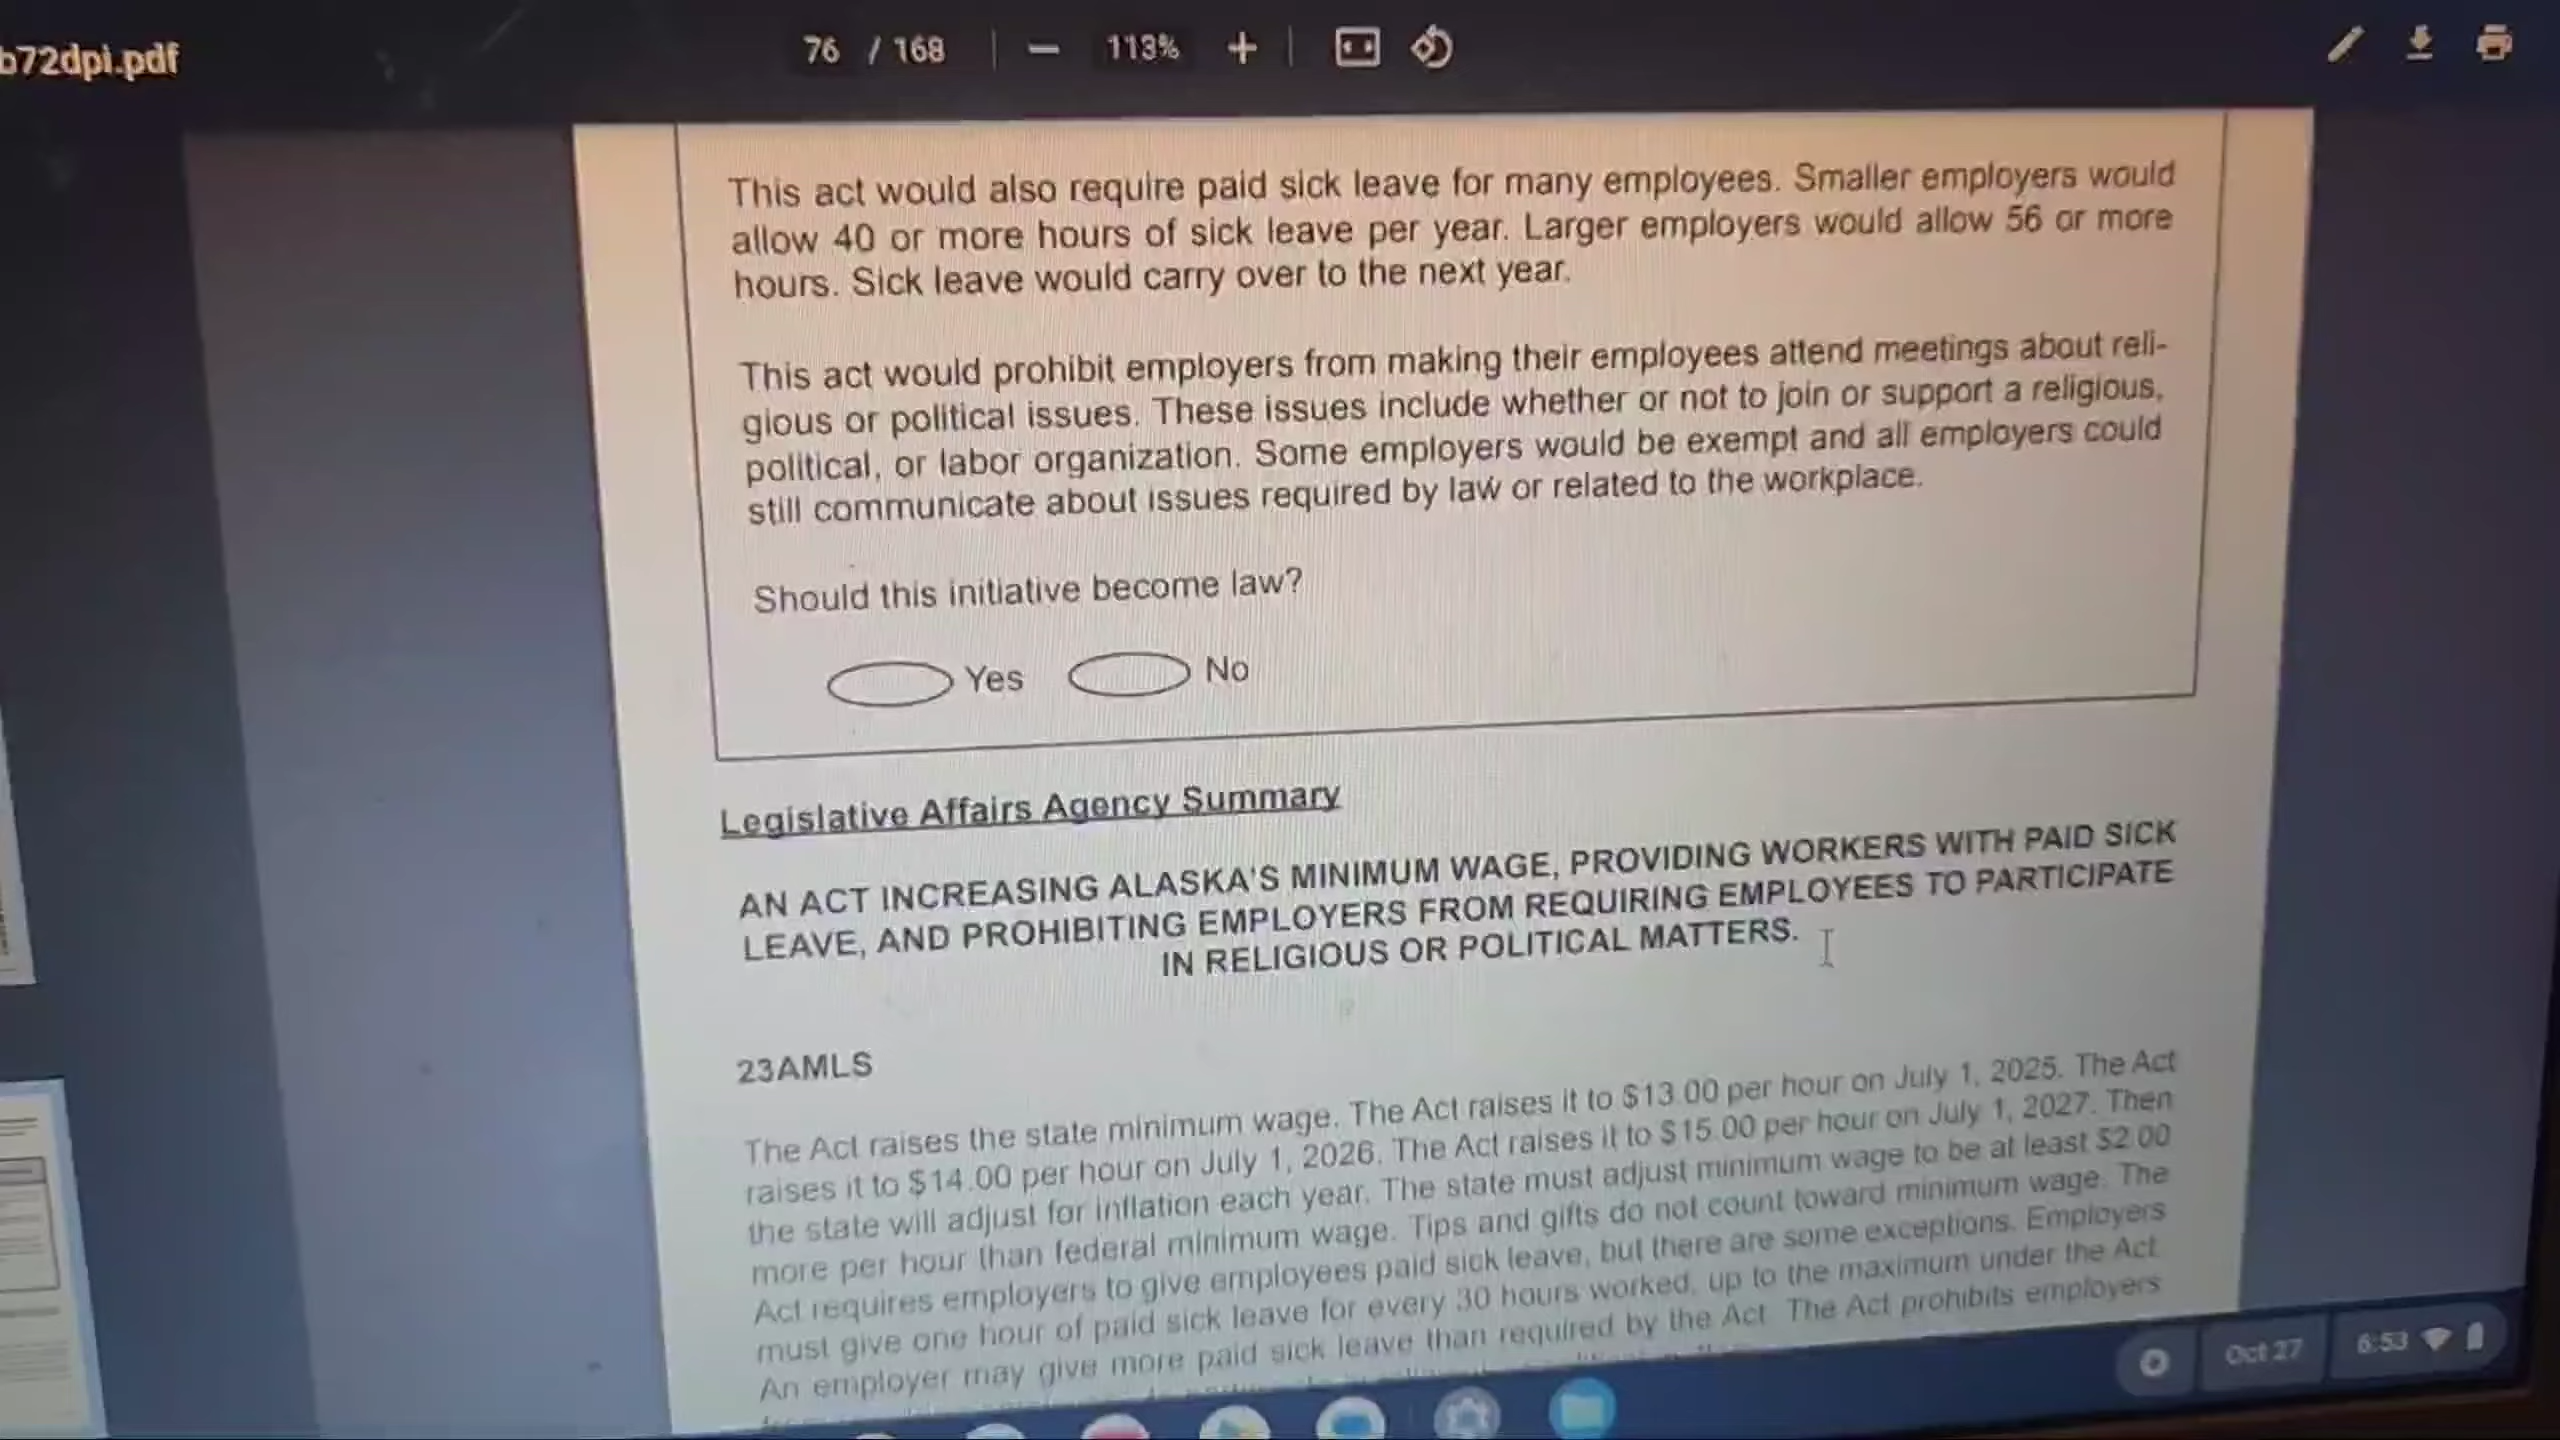 b72dpi.pdf
76 / 168 113%
This act would also require paid sick leave for many employees. Smaller employers would
allow 40 or more hours of sick leave per year. Larger employers would allow 56 or more
hours. Sick leave would carry over to the next year.
This act would prohibit employers from making their employees attend meetings about reli-
gious or political issues. These issues include whether or not to join or support a religious,
political, or labor organization. Some employers would be exempt and all employers could
still communicate about issues required by law or related to the workplace.
Should this initiative become law?
Yes No
Legislative Affairs Agency Summary
AN ACT INCREASING ALASKA'S MINIMUM WAGE, PROVIDING WORKERS WITH PAID SICK
LEAVE, AND PROHIBITING EMPLOYERS FROM REQUIRING EMPLOYEES TO PARTICIPATE
IN RELIGIOUS OR POLITICAL MATTERS.
23AMLS
The Act raises the state minimum wage. The Act raises it to $13.00 per hour on July 1, 2025. The Act
raises it to $14.00 per hour on July 1, 2026. The Act raises it to $15.00 per hour on July 1, 2027. Then
the state will adjust for inflation each year. The state must adjust minimum wage to be at least $2.00
more per hour than federal minimum wage. Tips and gifts do not count toward minimum wage. The
Act requires employers to give employees paid sick leave, but there are some exceptions. Employers
must give one hour of paid sick leave for every 30 hours worked, up to the maximum under the Act.
An employer may give more paid sick leave than required by the Act. The Act prohibits employers
Oct 27 6:53